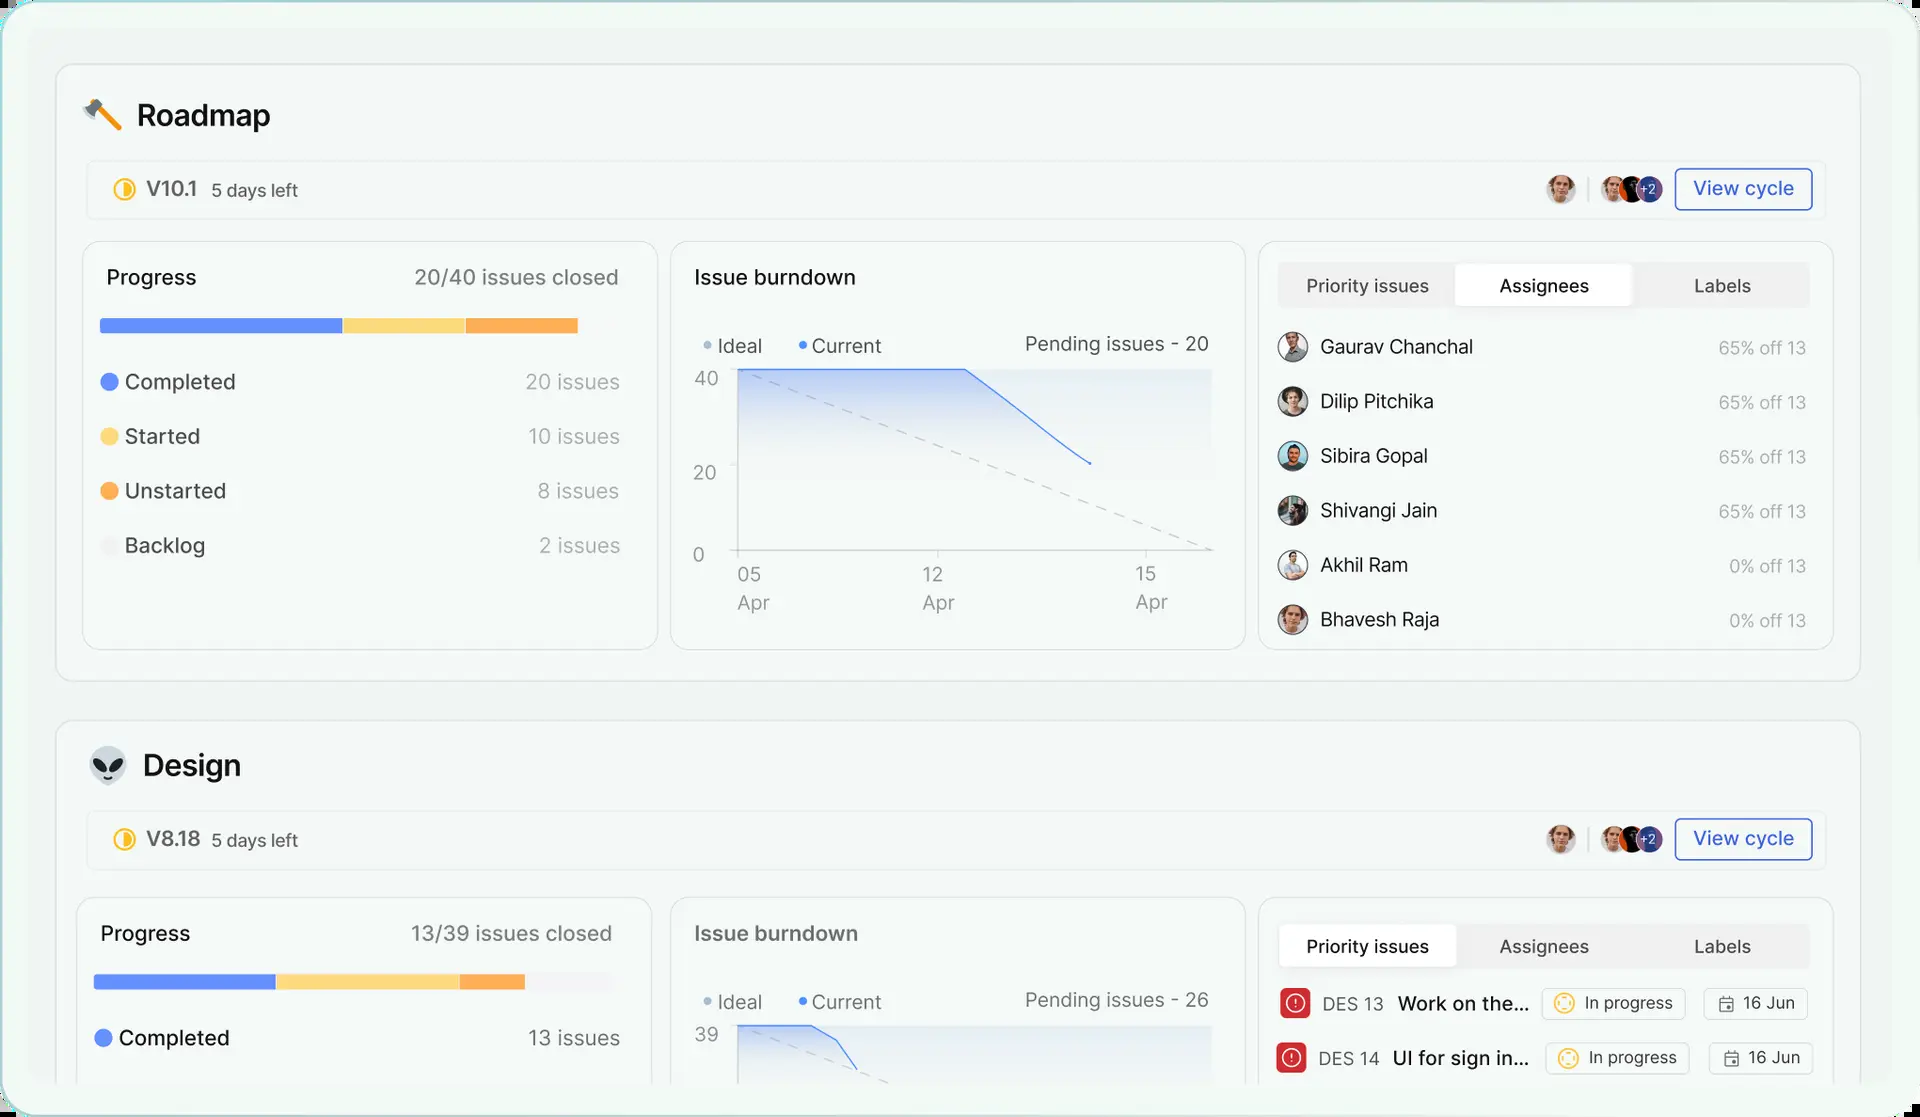 Roadmap
V10.1 5 days left
+2
View cycle
Progress 20/40 issues closed
Completed 20 issues
Started 10 issues
Unstarted 8 issues
Backlog 2 issues
Issue burndown
Ideal Current Pending issues - 20
40
20
0
05 Apr
12 Apr
15 Apr
Priority issues Assignees Labels
Gaurav Chanchal 65% off 13
Dilip Pitchika 65% off 13
Sibira Gopal 65% off 13
Shivangi Jain 65% off 13
Akhil Ram 0% off 13
Bhavesh Raja 0% off 13
Design
V8.18 5 days left
+2
View cycle
Progress 13/39 issues closed
Completed 13 issues
Issue burndown
Ideal Current Pending issues - 26
39
Priority issues Assignees Labels
DES 13 Work on the... In progress 16 Jun
DES 14 UI for sign in... In progress 16 Jun